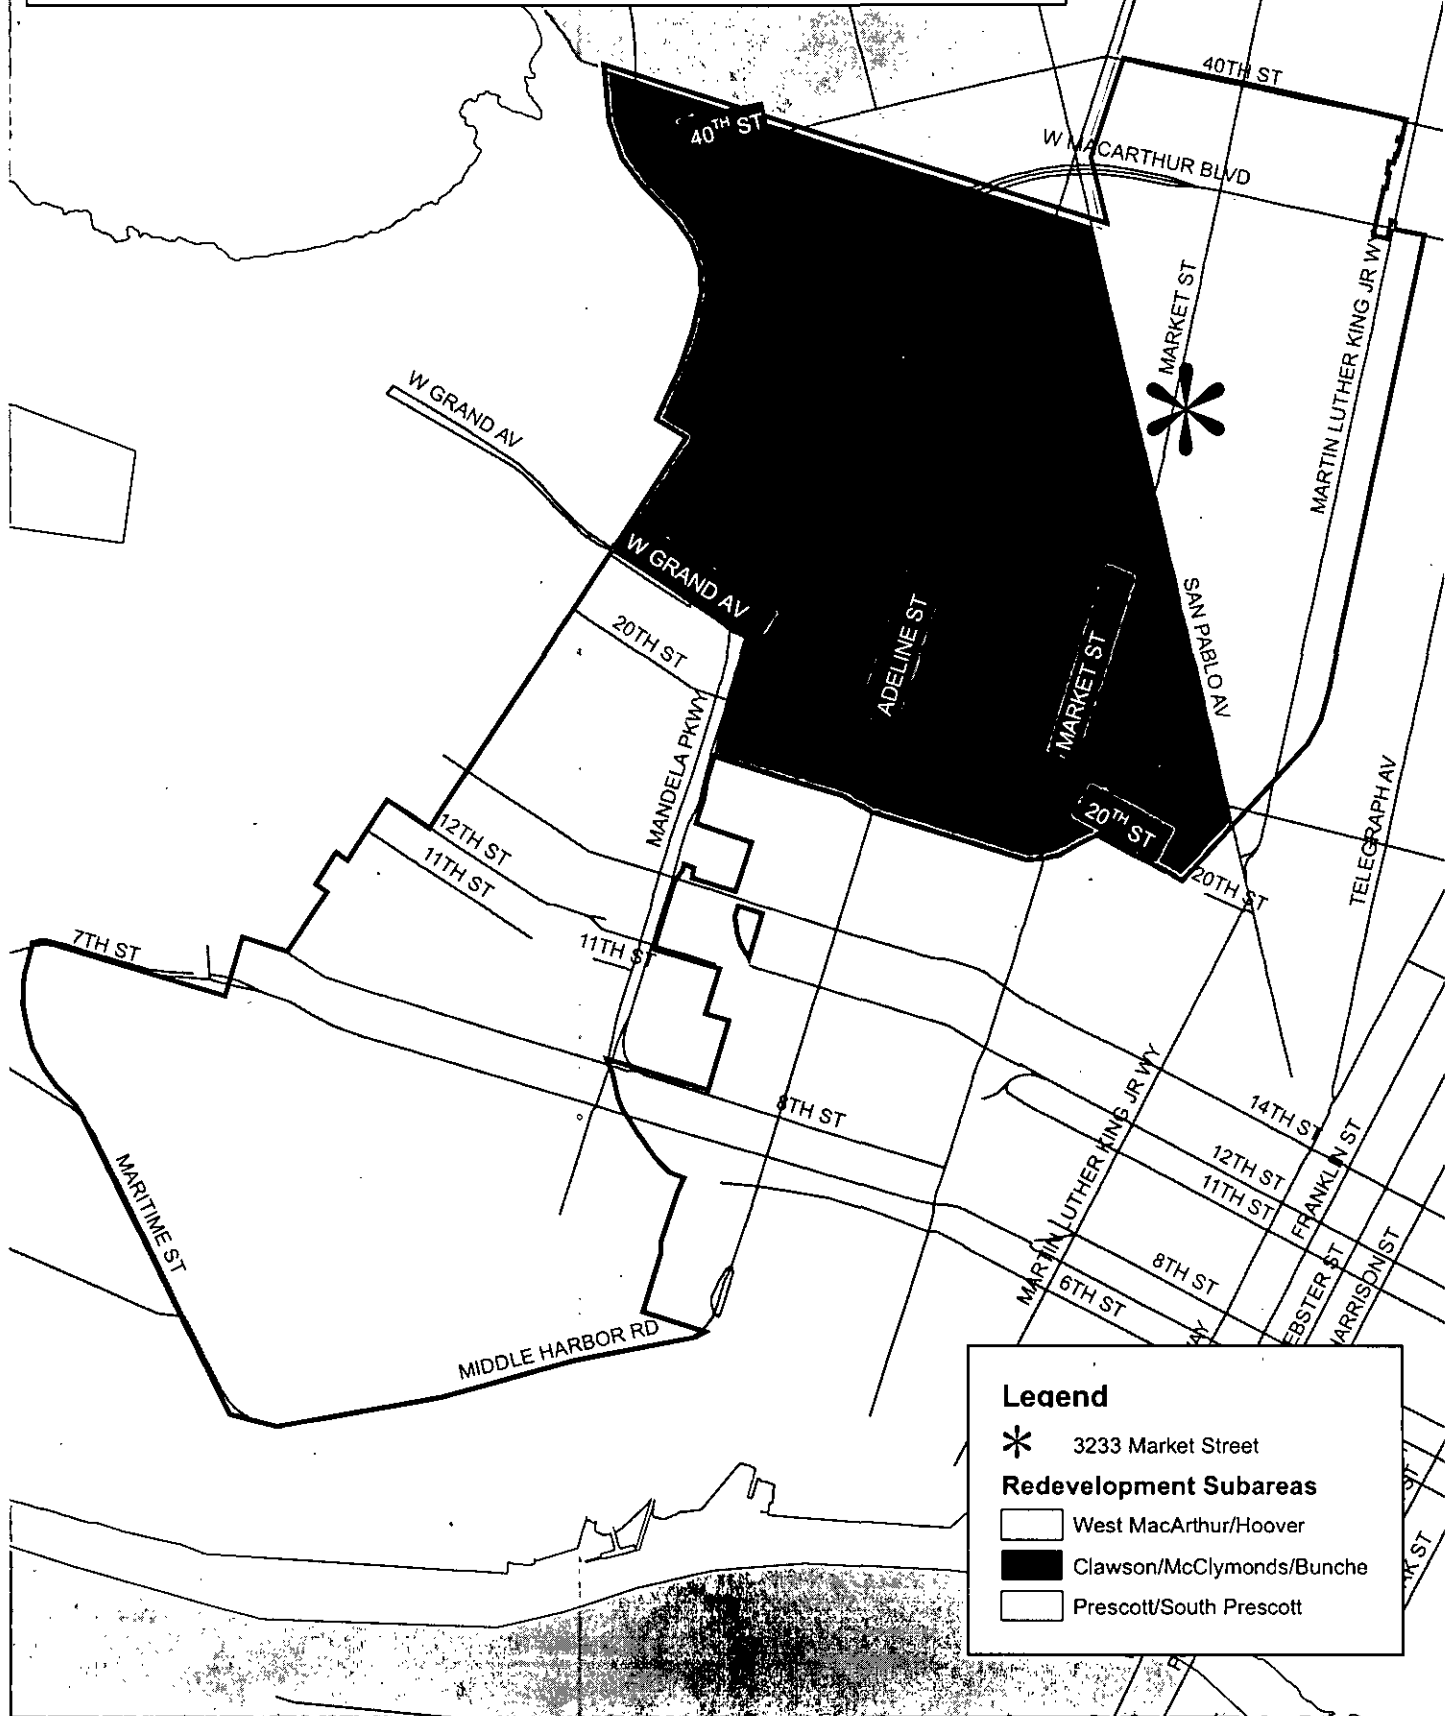 40TH ST
40TH ST
W MACARTHUR BLVD
MARKET ST
MARTIN LUTHER KING JR WY
W GRAND AV
W GRAND AV
20TH ST
ADELINE ST
MARKET ST
SAN PABLO AV
MANDELA PKWY
20TH ST
20TH ST
TELEGRAPH AV
12TH ST
11TH ST
11TH ST
7TH ST
8TH ST
MARTIN LUTHER KING JR WY
14TH ST
12TH ST
11TH ST
FRANKLIN ST
MARITIME ST
8TH ST
6TH ST
EBSTER ST
HARRISON ST
MIDDLE HARBOR RD
Legend
3233 Market Street
Redevelopment Subareas
West MacArthur/Hoover
Clawson/McClymonds/Bunche
Prescott/South Prescott